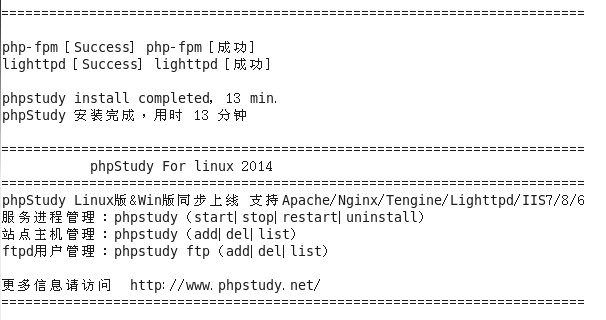 =========================================================================
php-fpm [Success] php-fpm [成功]
lighttpd [Success] lighttpd [成功]
phpstudy install completed, 13 min.
phpStudy 安装完成，用时 13 分钟
=========================================================================
phpStudy For linux 2014
=========================================================================
phpStudy Linux版&Win版同步上线 支持Apache/Nginx/Tengine/Lighttpd/IIS7/8/6
服务进程管理：phpstudy (start|stop|restart|uninstall)
站点主机管理：phpstudy (add|del|list)
ftpd用户管理：phpstudy ftp (add|del|list)
更多信息请访问 http://www.phpstudy.net/
=========================================================================